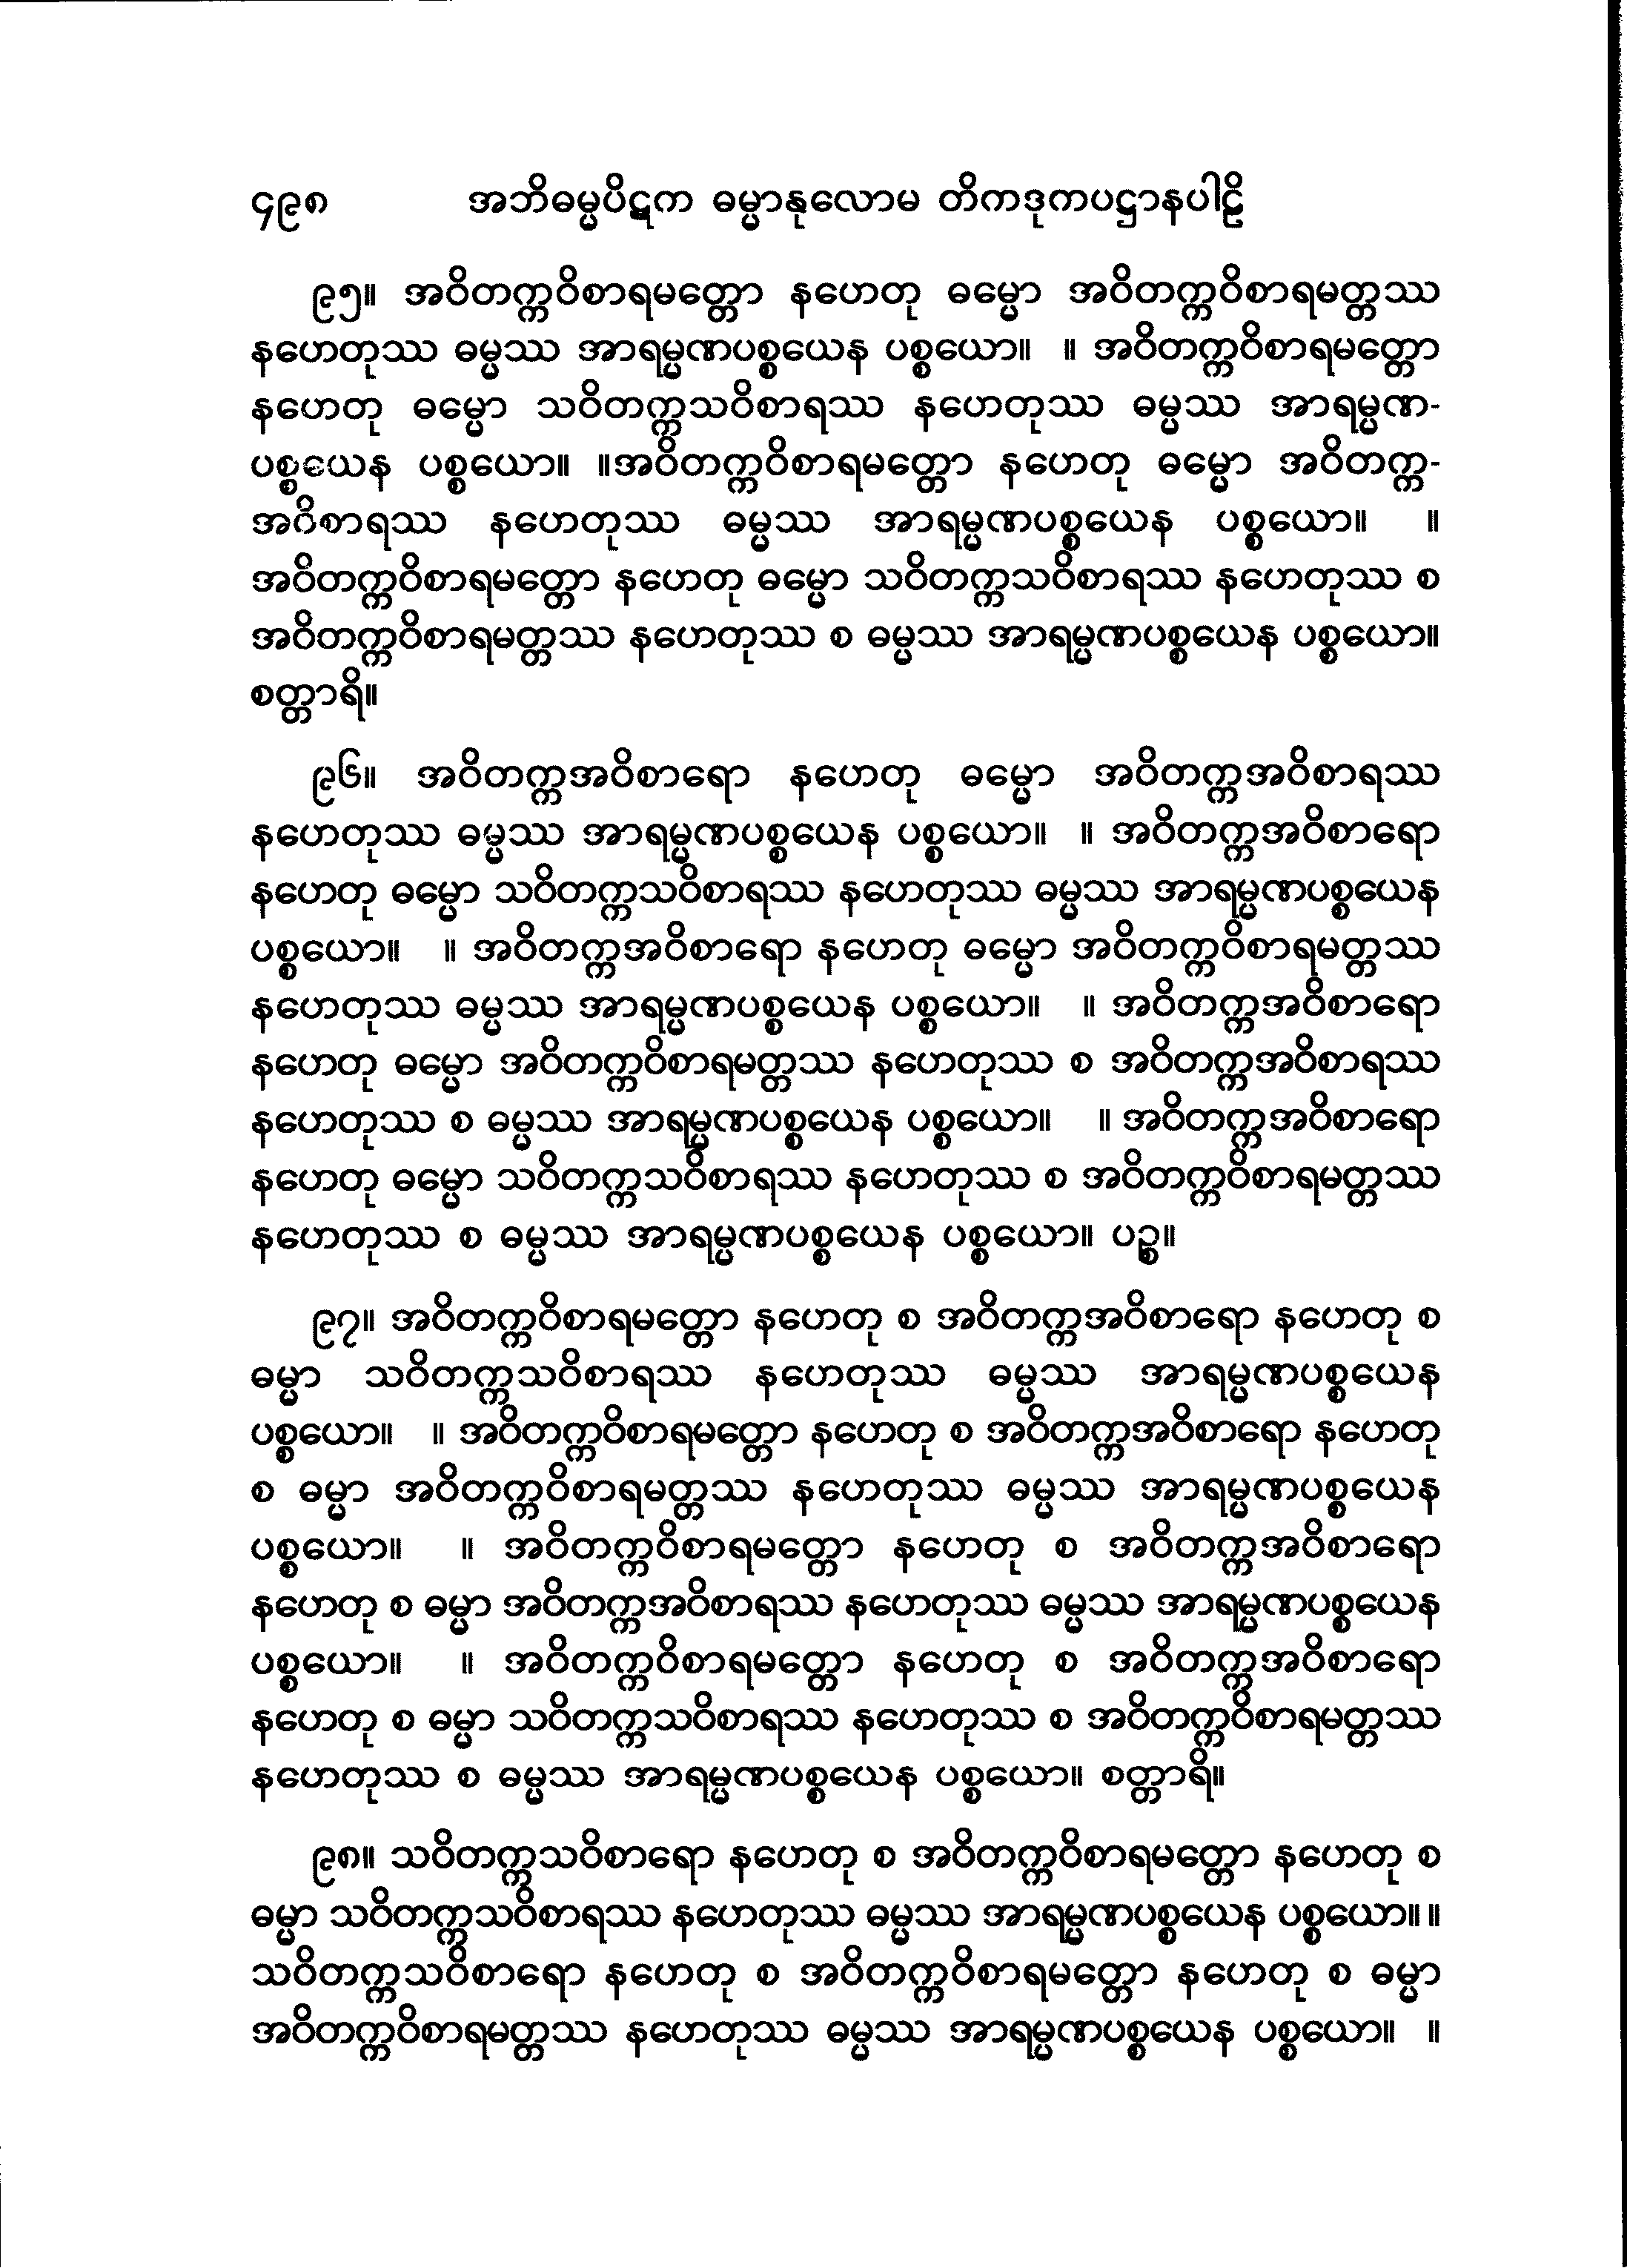 ၄၉၈ အဘိဓမ္မပိဋက ဓမ္မာနုလောမ တိကဒုကပဋ္ဌာနပါဠိ
၉၅။ အဝိတက္ကဝိစာရမတ္တော နဟေတု ဓမ္မော အဝိတက္ကဝိစာရမတ္တဿ
နဟေတုဿ ဓမ္မဿ အာရမ္မဏပစ္စယေန ပစ္စယော။ ။ အဝိတက္ကဝိစာရမတ္တော
နဟေတု ဓမ္မော သဝိတက္ကသဝိစာရဿ နဟေတုဿ ဓမ္မဿ အာရမ္မဏ-
ပစ္စယေန ပစ္စယော။ ။အဝိတက္ကဝိစာရမတ္တော နဟေတု ဓမ္မော အဝိတက္က-
အဝိစာရဿ နဟေတုဿ ဓမ္မဿ အာရမ္မဏပစ္စယေန ပစ္စယော။ ။
အဝိတက္ကဝိစာရမတ္တော နဟေတု ဓမ္မော သဝိတက္ကသဝိစာရဿ နဟေတုဿ စ
အဝိတက္ကဝိစာရမတ္တဿ နဟေတုဿ စ ဓမ္မဿ အာရမ္မဏပစ္စယေန ပစ္စယော။
စတ္တာရိ။
၉၆။ အဝိတက္ကအဝိစာရော နဟေတု ဓမ္မော အဝိတက္ကအဝိစာရဿ
နဟေတုဿ ဓမ္မဿ အာရမ္မဏပစ္စယေန ပစ္စယော။ ။ အဝိတက္ကအဝိစာရော
နဟေတု ဓမ္မော သဝိတက္ကသဝိစာရဿ နဟေတုဿ ဓမ္မဿ အာရမ္မဏပစ္စယေန
ပစ္စယော။ ။ အဝိတက္ကအဝိစာရော နဟေတု ဓမ္မော အဝိတက္ကဝိစာရမတ္တဿ
နဟေတုဿ ဓမ္မဿ အာရမ္မဏပစ္စယေန ပစ္စယော။ ။ အဝိတက္ကအဝိစာရော
နဟေတု ဓမ္မော အဝိတက္ကဝိစာရမတ္တဿ နဟေတုဿ စ အဝိတက္ကအဝိစာရဿ
နဟေတုဿ စ ဓမ္မဿ အာရမ္မဏပစ္စယေန ပစ္စယော။ ။ အဝိတက္ကအဝိစာရော
နဟေတု ဓမ္မော သဝိတက္ကသဝိစာရဿ နဟေတုဿ စ အဝိတက္ကဝိစာရမတ္တဿ
နဟေတုဿ စ ဓမ္မဿ အာရမ္မဏပစ္စယေန ပစ္စယော။ ပဉ္စ။
၉၇။ အဝိတက္ကဝိစာရမတ္တော နဟေတု စ အဝိတက္ကအဝိစာရော နဟေတု စ
ဓမ္မာ သဝိတက္ကသဝိစာရဿ နဟေတုဿ ဓမ္မဿ အာရမ္မဏပစ္စယေန
ပစ္စယော။ ။ အဝိတက္ကဝိစာရမတ္တော နဟေတု စ အဝိတက္ကအဝိစာရော နဟေတု
စ ဓမ္မာ အဝိတက္ကဝိစာရမတ္တဿ နဟေတုဿ ဓမ္မဿ အာရမ္မဏပစ္စယေန
ပစ္စယော။ ။ အဝိတက္ကဝိစာရမတ္တော နဟေတု စ အဝိတက္ကအဝိစာရော
နဟေတု စ ဓမ္မာ အဝိတက္ကအဝိစာရဿ နဟေတုဿ ဓမ္မဿ အာရမ္မဏပစ္စယေန
ပစ္စယော။ ။ အဝိတက္ကဝိစာရမတ္တော နဟေတု စ အဝိတက္ကအဝိစာရော
နဟေတု စ ဓမ္မာ သဝိတက္ကသဝိစာရဿ နဟေတုဿ စ အဝိတက္ကဝိစာရမတ္တဿ
နဟေတုဿ စ ဓမ္မဿ အာရမ္မဏပစ္စယေန ပစ္စယော။ စတ္တာရိ။
၉၈။ သဝိတက္ကသဝိစာရော နဟေတု စ အဝိတက္ကဝိစာရမတ္တော နဟေတု စ
ဓမ္မာ သဝိတက္ကသဝိစာရဿ နဟေတုဿ ဓမ္မဿ အာရမ္မဏပစ္စယေန ပစ္စယော။ ။
သဝိတက္ကသဝိစာရော နဟေတု စ အဝိတက္ကဝိစာရမတ္တော နဟေတု စ ဓမ္မာ
အဝိတက္ကဝိစာရမတ္တဿ နဟေတုဿ ဓမ္မဿ အာရမ္မဏပစ္စယေန ပစ္စယော။ ။